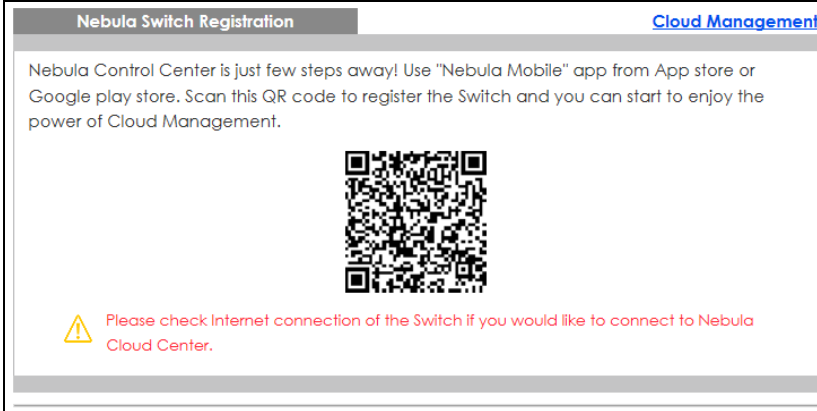 Nebula Switch Registration
Cloud Management
Nebula Control Center is just few steps away! Use "Nebula Mobile" app from App store or
Google play store. Scan this QR code to register the Switch and you can start to enjoy the
power of Cloud Management.
Please check Internet connection of the Switch if you would like to connect to Nebula
Cloud Center.